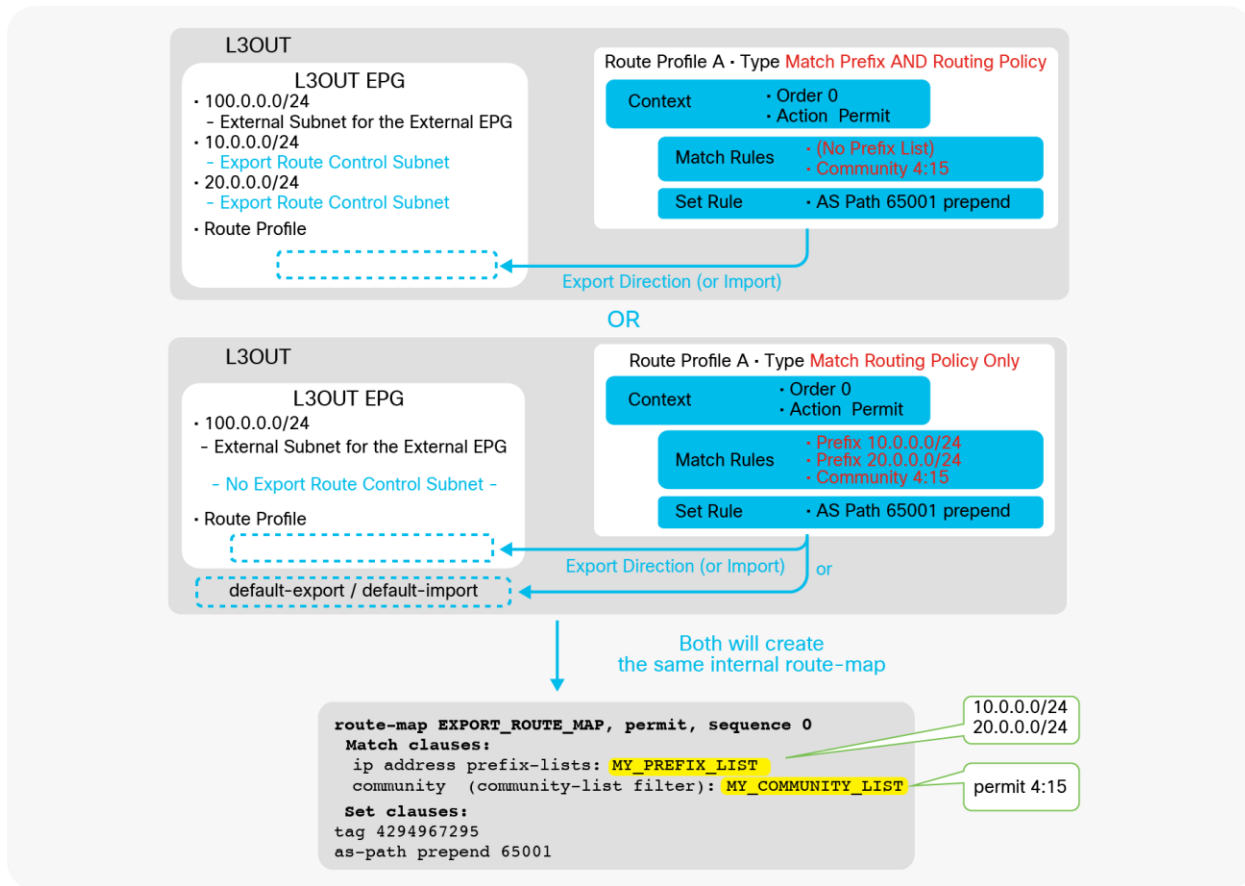 L3OUT
L3OUT EPG
· 100.0.0.0/24
- External Subnet for the External EPG
· 10.0.0.0/24
- Export Route Control Subnet
· 20.0.0.0/24
- Export Route Control Subnet
· Route Profile
Route Profile A · Type Match Prefix AND Routing Policy
Context
· Order 0
· Action Permit
Match Rules
· (No Prefix List)
· Community 4:15
Set Rule
· AS Path 65001 prepend
Export Direction (or Import)
OR
L3OUT
L3OUT EPG
· 100.0.0.0/24
- External Subnet for the External EPG
- No Export Route Control Subnet -
· Route Profile
Route Profile A · Type Match Routing Policy Only
Context
· Order 0
· Action Permit
Match Rules
· Prefix 10.0.0.0/24
· Prefix 20.0.0.0/24
· Community 4:15
Set Rule
· AS Path 65001 prepend
Export Direction (or Import)
or
default-export / default-import
Both will create
the same internal route-map
route-map EXPORT_ROUTE_MAP, permit, sequence 0
Match clauses:
ip address prefix-lists: MY_PREFIX_LIST
community (community-list filter): MY_COMMUNITY_LIST
Set clauses:
tag 4294967295
as-path prepend 65001
10.0.0.0/24
20.0.0.0/24
permit 4:15